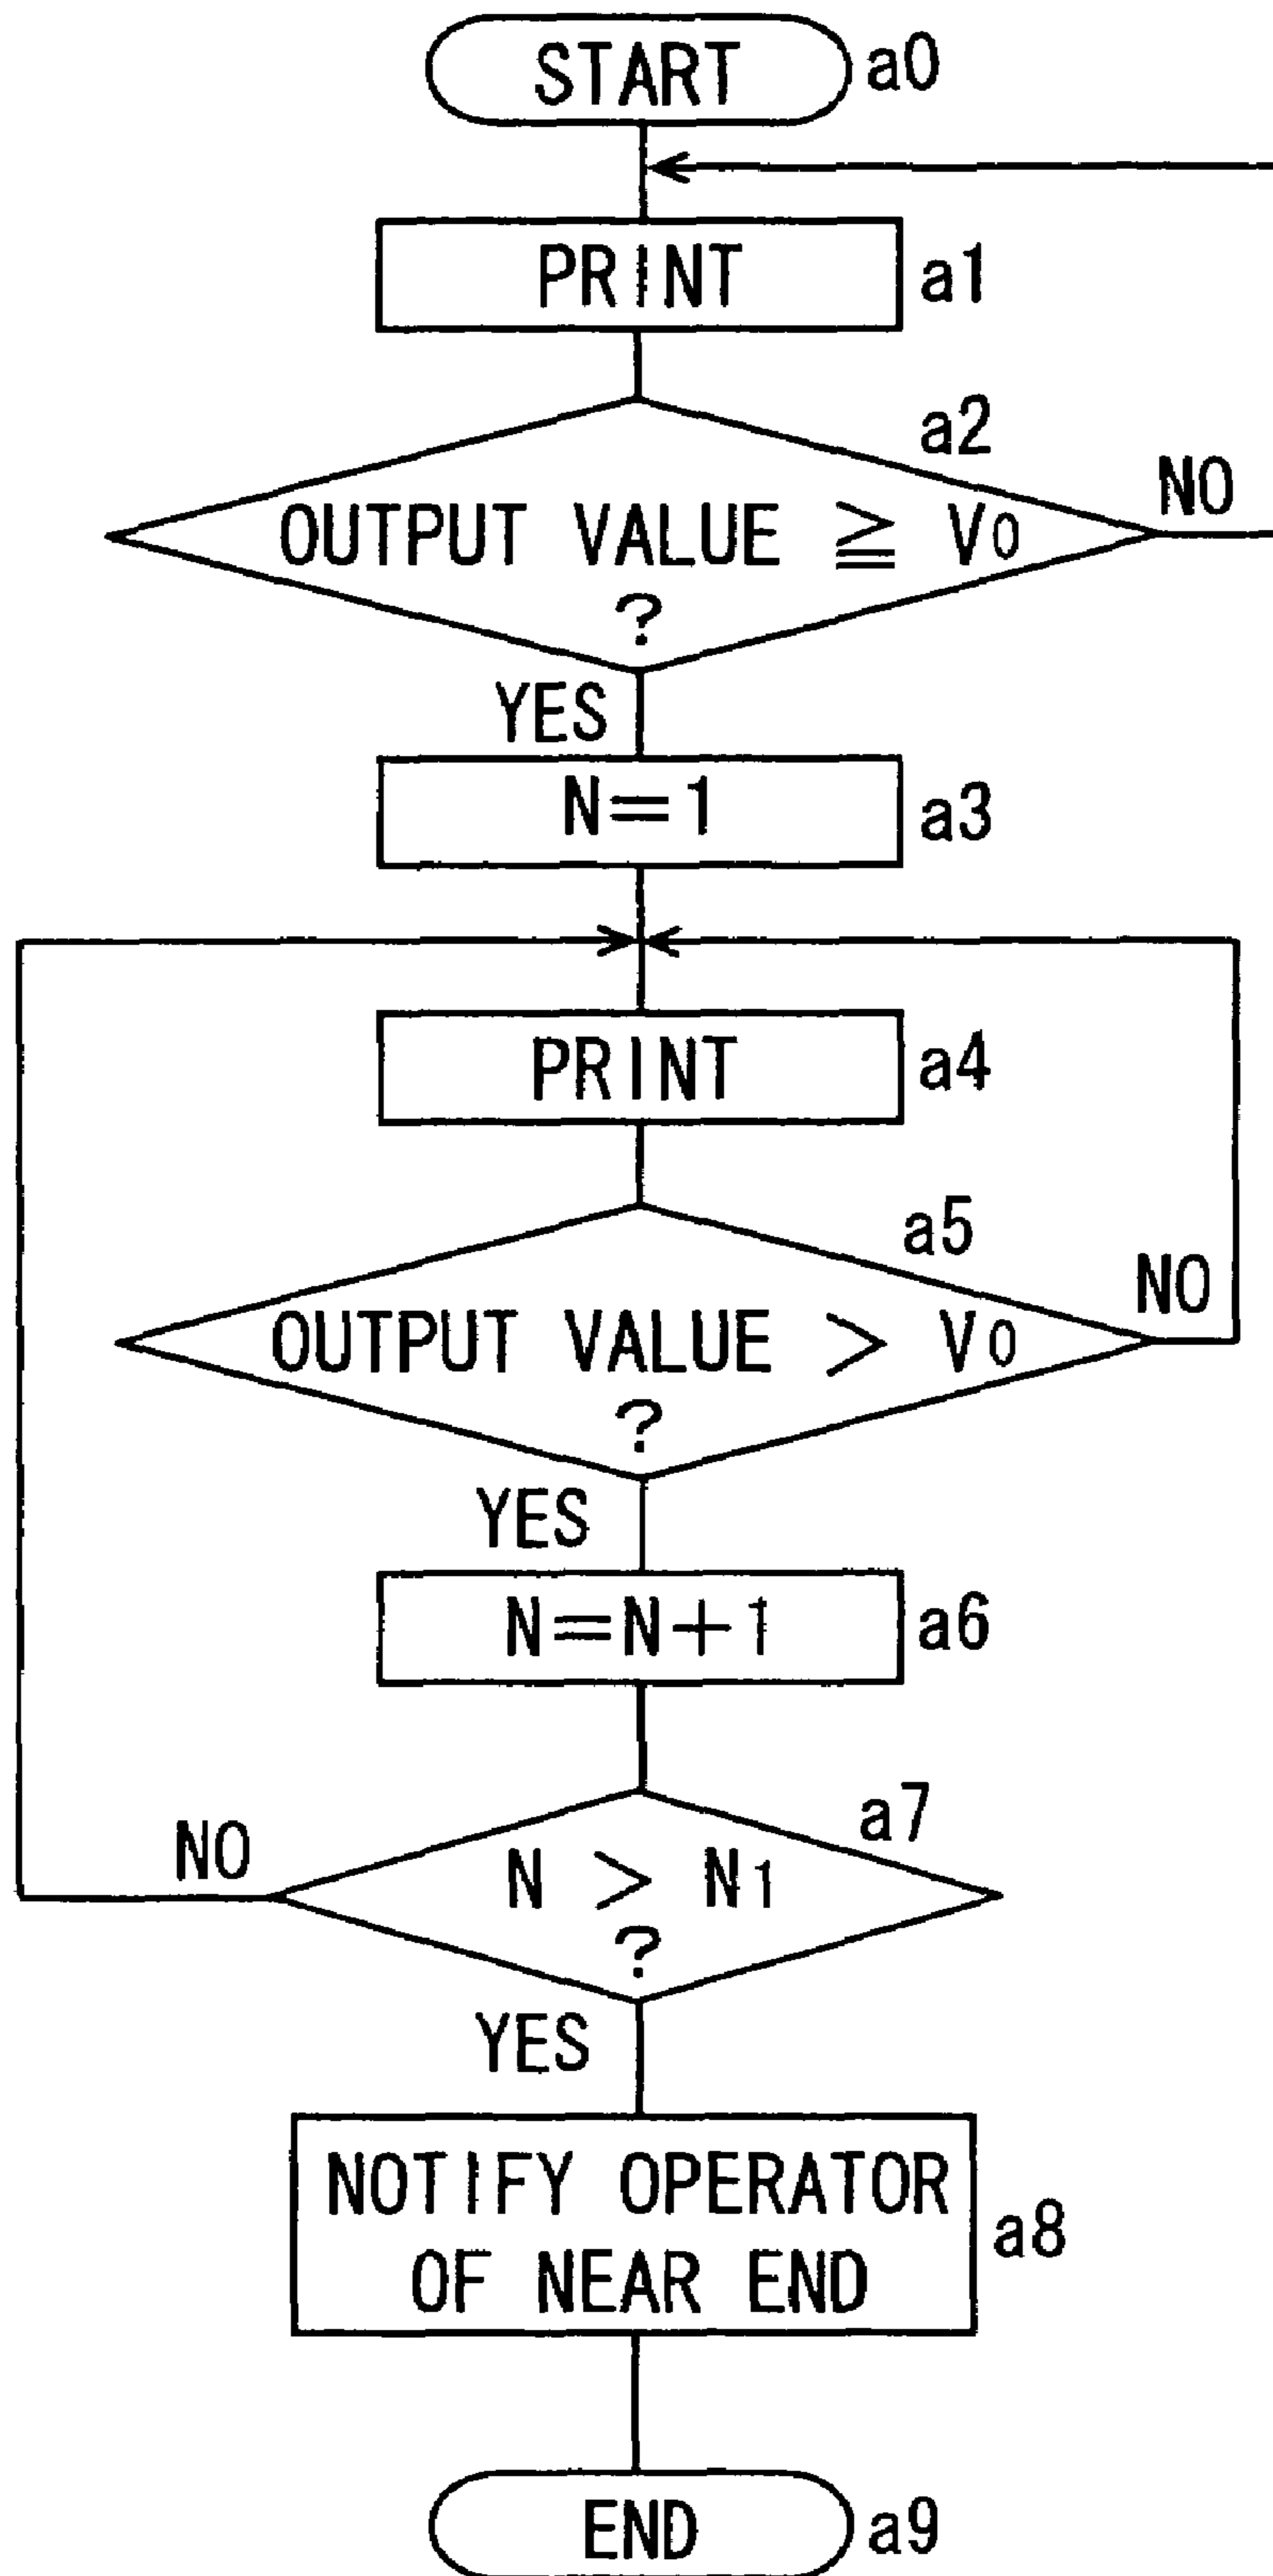 START a0
PRINT a1
a2
NO
OUTPUT VALUE ≧ V0
?
YES
N=1 a3
PRINT a4
a5
NO
OUTPUT VALUE > V0
?
YES
N=N+1 a6
a7
NO
N > N1
?
YES
NOTIFY OPERATOR
OF NEAR END
a8
END a9